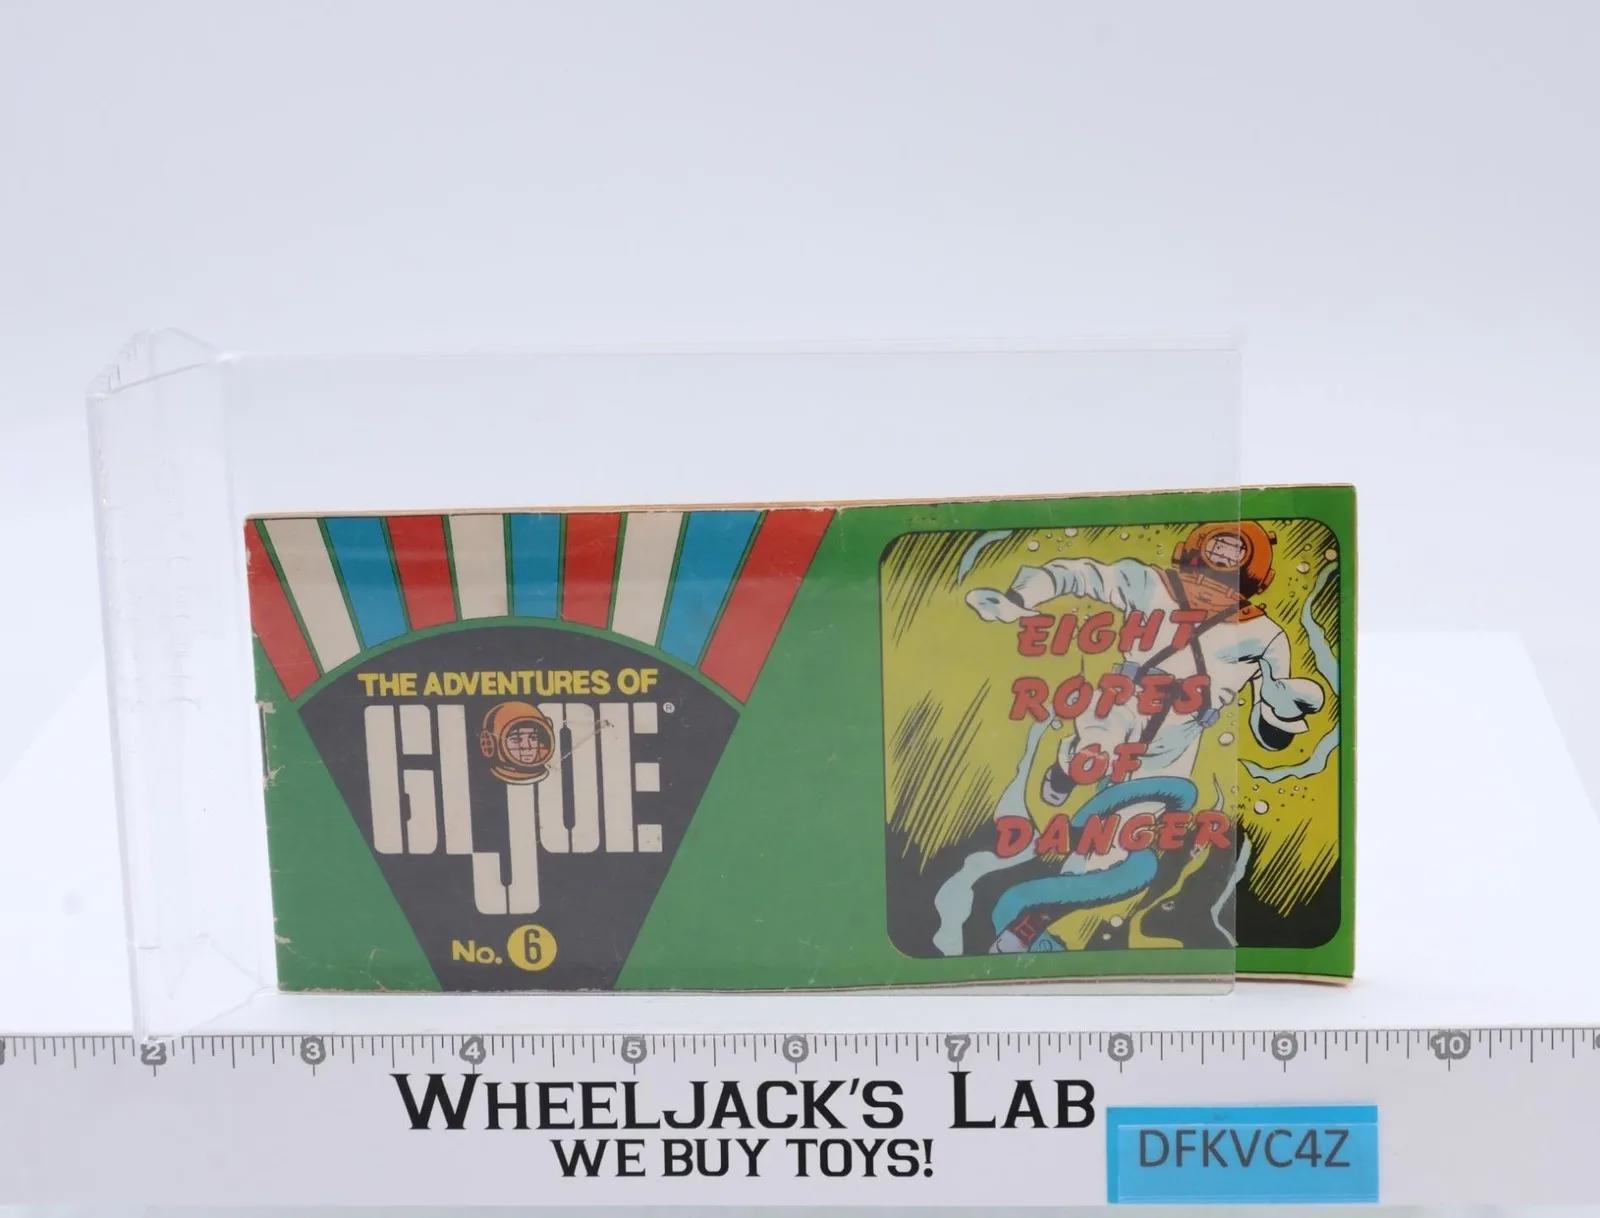 THE ADVENTURES OF
GI JOE ®
No. 6
EIGHT
ROPES
OF
DANGER
TM
2 3 4 5 6 7 8 9 10
WHEELJACK'S LAB
WE BUY TOYS!
DFKVC4Z